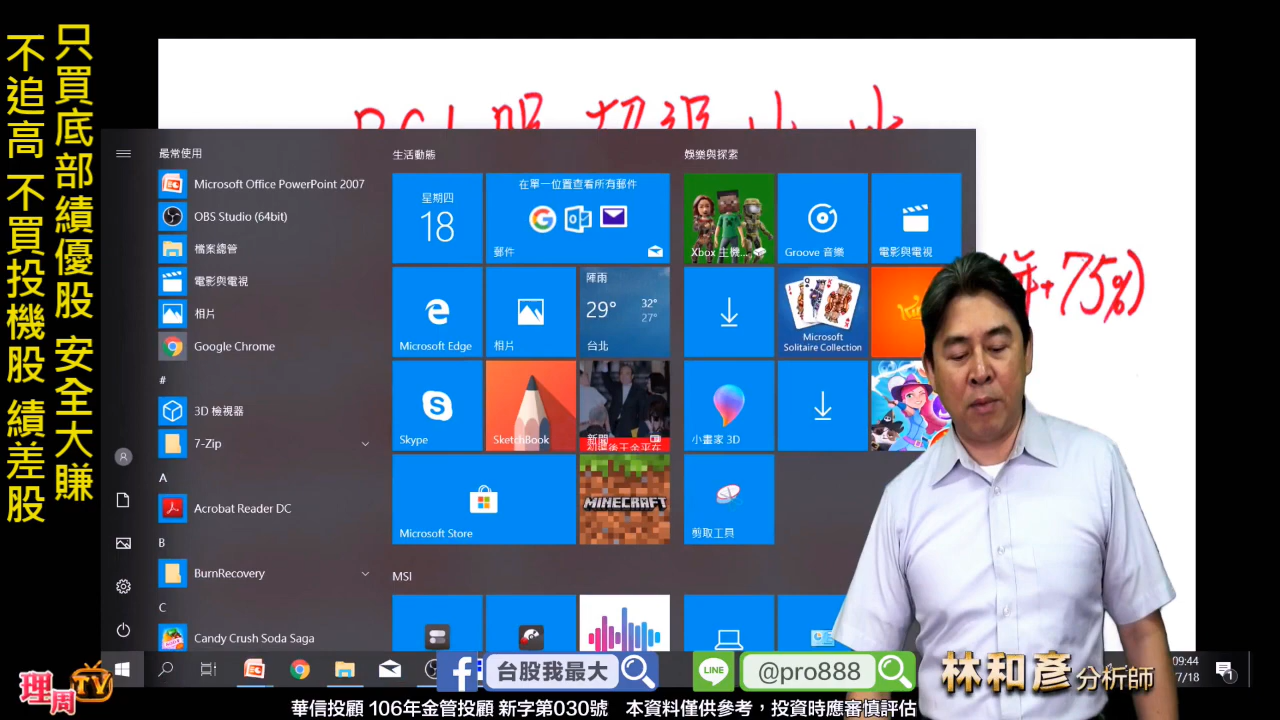 只買底部績優股 安全大賺
不追高 不買投機股 績差股
年+75%)
最常使用
Microsoft Office PowerPoint 2007
OBS Studio (64bit)
檔案總管
電影與電視
相片
Google Chrome
#
3D 檢視器
7-Zip
A
Acrobat Reader DC
B
BurnRecovery
C
Candy Crush Soda Saga
生活動態
星期四
18
在單一位置查看所有郵件
郵件
Microsoft Edge
相片
陣雨
29° 32°
27°
台北
Skype
SketchBook
新聞
Microsoft Store
MINECRAFT
MSI
娛樂與探索
Xbox 主機...
Groove 音樂
電影與電視
Microsoft
Solitaire Collection
小畫家 3D
剪取工具
09:44
7/18
1
理周TV
台股我最大
LINE
@pro888
林和彥 分析師
華信投顧 106年金管投顧 新字第030號 本資料僅供參考，投資時應審慎評估